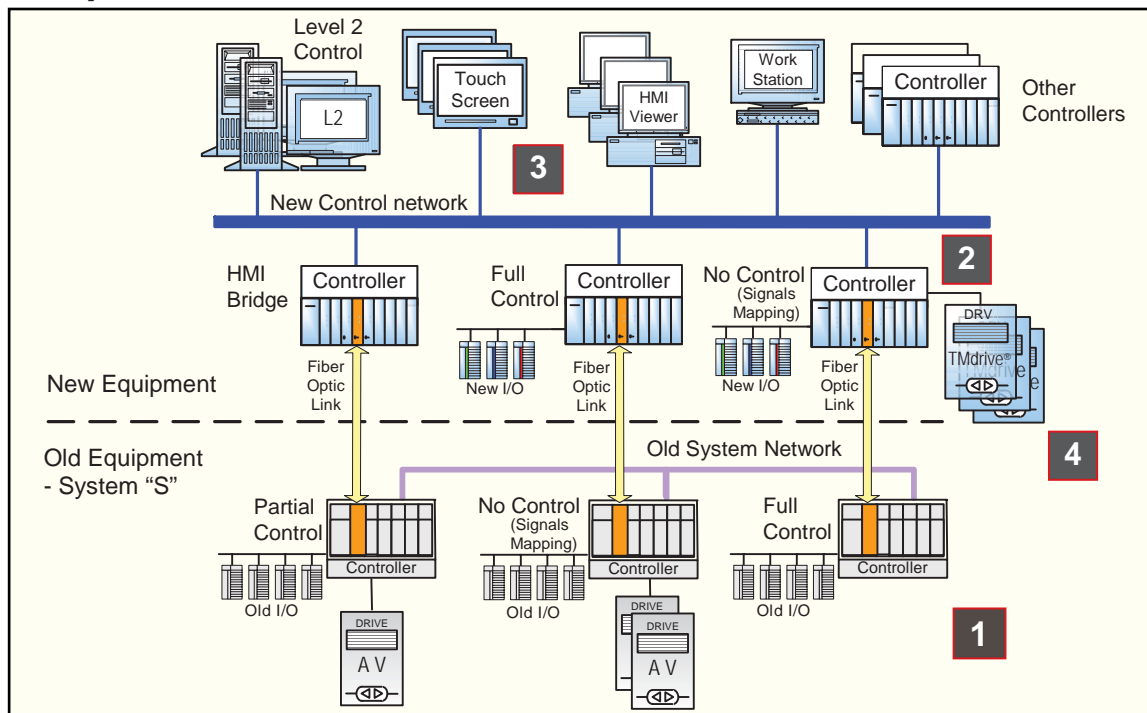 Level 2
Control
L2
Touch
Screen
HMI
Viewer
Work
Station
Controller
Other
Controllers
3
New Control network
2
HMI
Bridge
Controller
Full
Control
Controller
No Control
(Signals
Mapping)
Controller
DRV
TMdrive®
New I/O
New I/O
Fiber
Optic
Link
Fiber
Optic
Link
Fiber
Optic
Link
New Equipment
4
Old Equipment
- System “S”
Old System Network
Partial
Control
Controller
No Control
(Signals
Mapping)
Controller
Full
Control
Controller
Old I/O
Old I/O
Old I/O
1
DRIVE
A V
DRIVE
DRIVE
A V